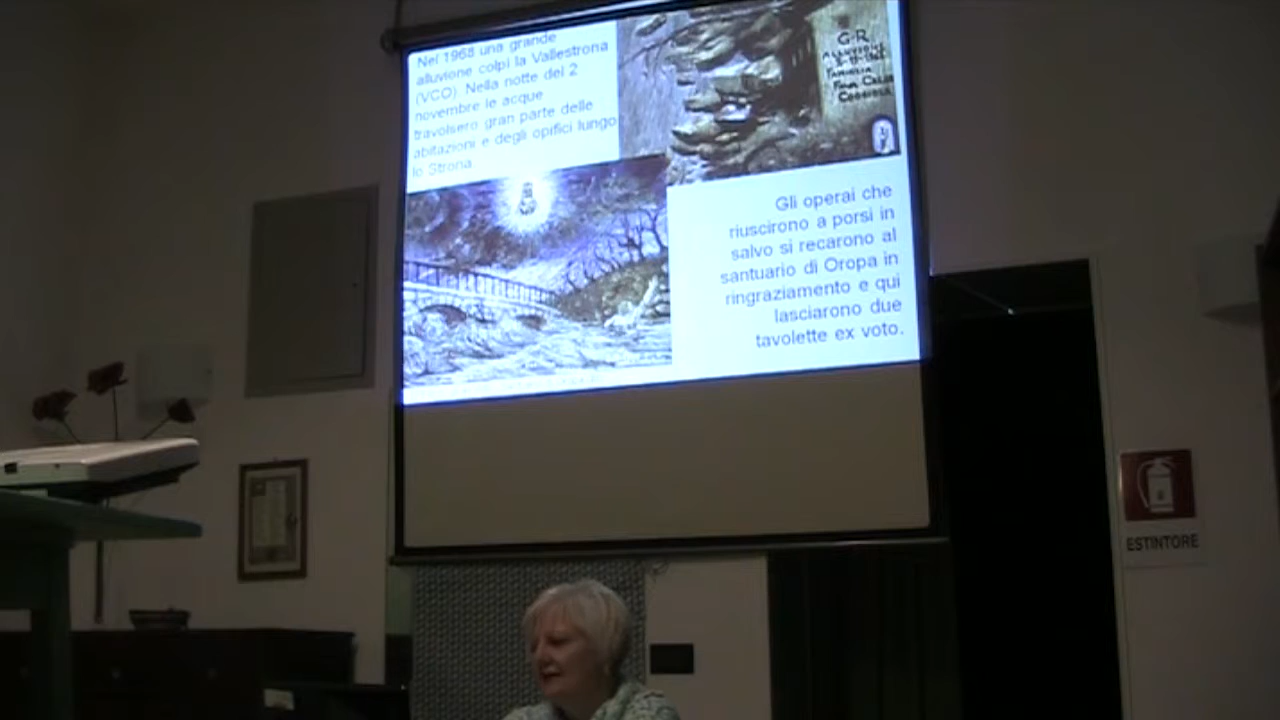 Nel 1968 una grande
alluvione colpì la Vallestrona
(VCO). Nella notte del 2
novembre le acque
travolsero gran parte delle
abitazioni e degli opifici lungo
lo Strona.
G.R.
ALLUVIONE
FAMIGLIA
Gli operai che
riuscirono a porsi in
salvo si recarono al
santuario di Oropa in
ringraziamento e qui
lasciarono due
tavolette ex voto.
ESTINTORE